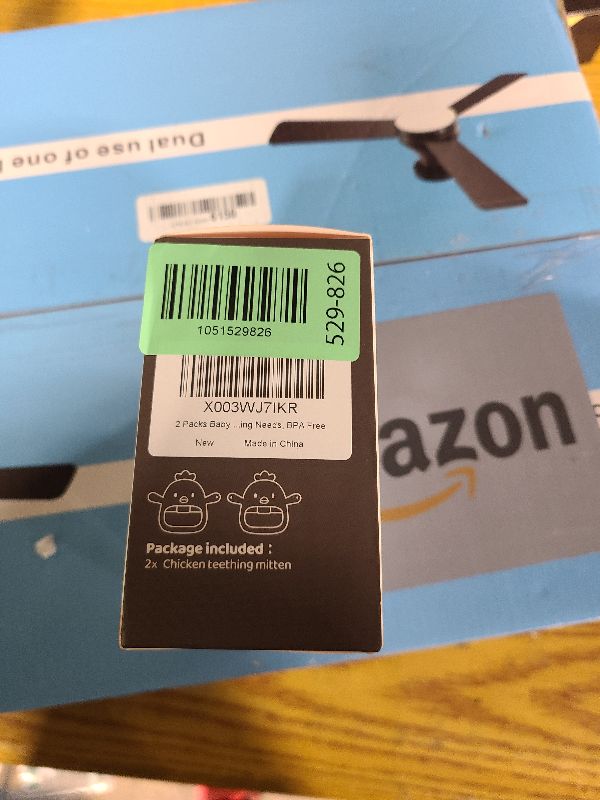 Dual use of one
1051529826
529-826
X003WJ7IKR
2 Packs Baby ...ing Needs, BPA Free
New Made in China
azon
Package included :
2x Chicken teething mitten